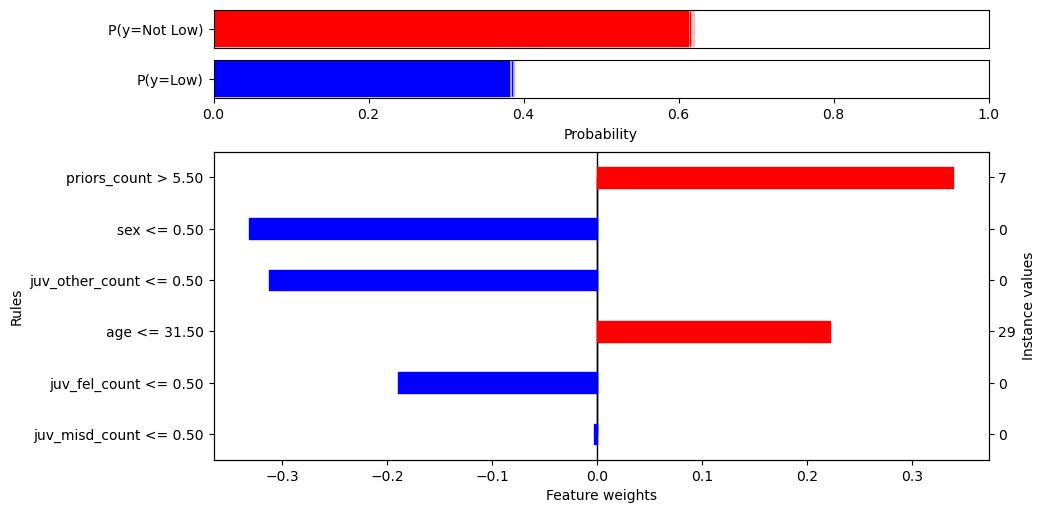 P(y=Not Low)
P(y=Low)
0.0 0.2 0.4 0.6 0.8 1.0
Probability
priors_count > 5.50 7
sex <= 0.50 0
juv_other_count <= 0.50 0
age <= 31.50 29
juv_fel_count <= 0.50 0
juv_misd_count <= 0.50 0
Rules
Instance values
−0.3 −0.2 −0.1 0.0 0.1 0.2 0.3
Feature weights